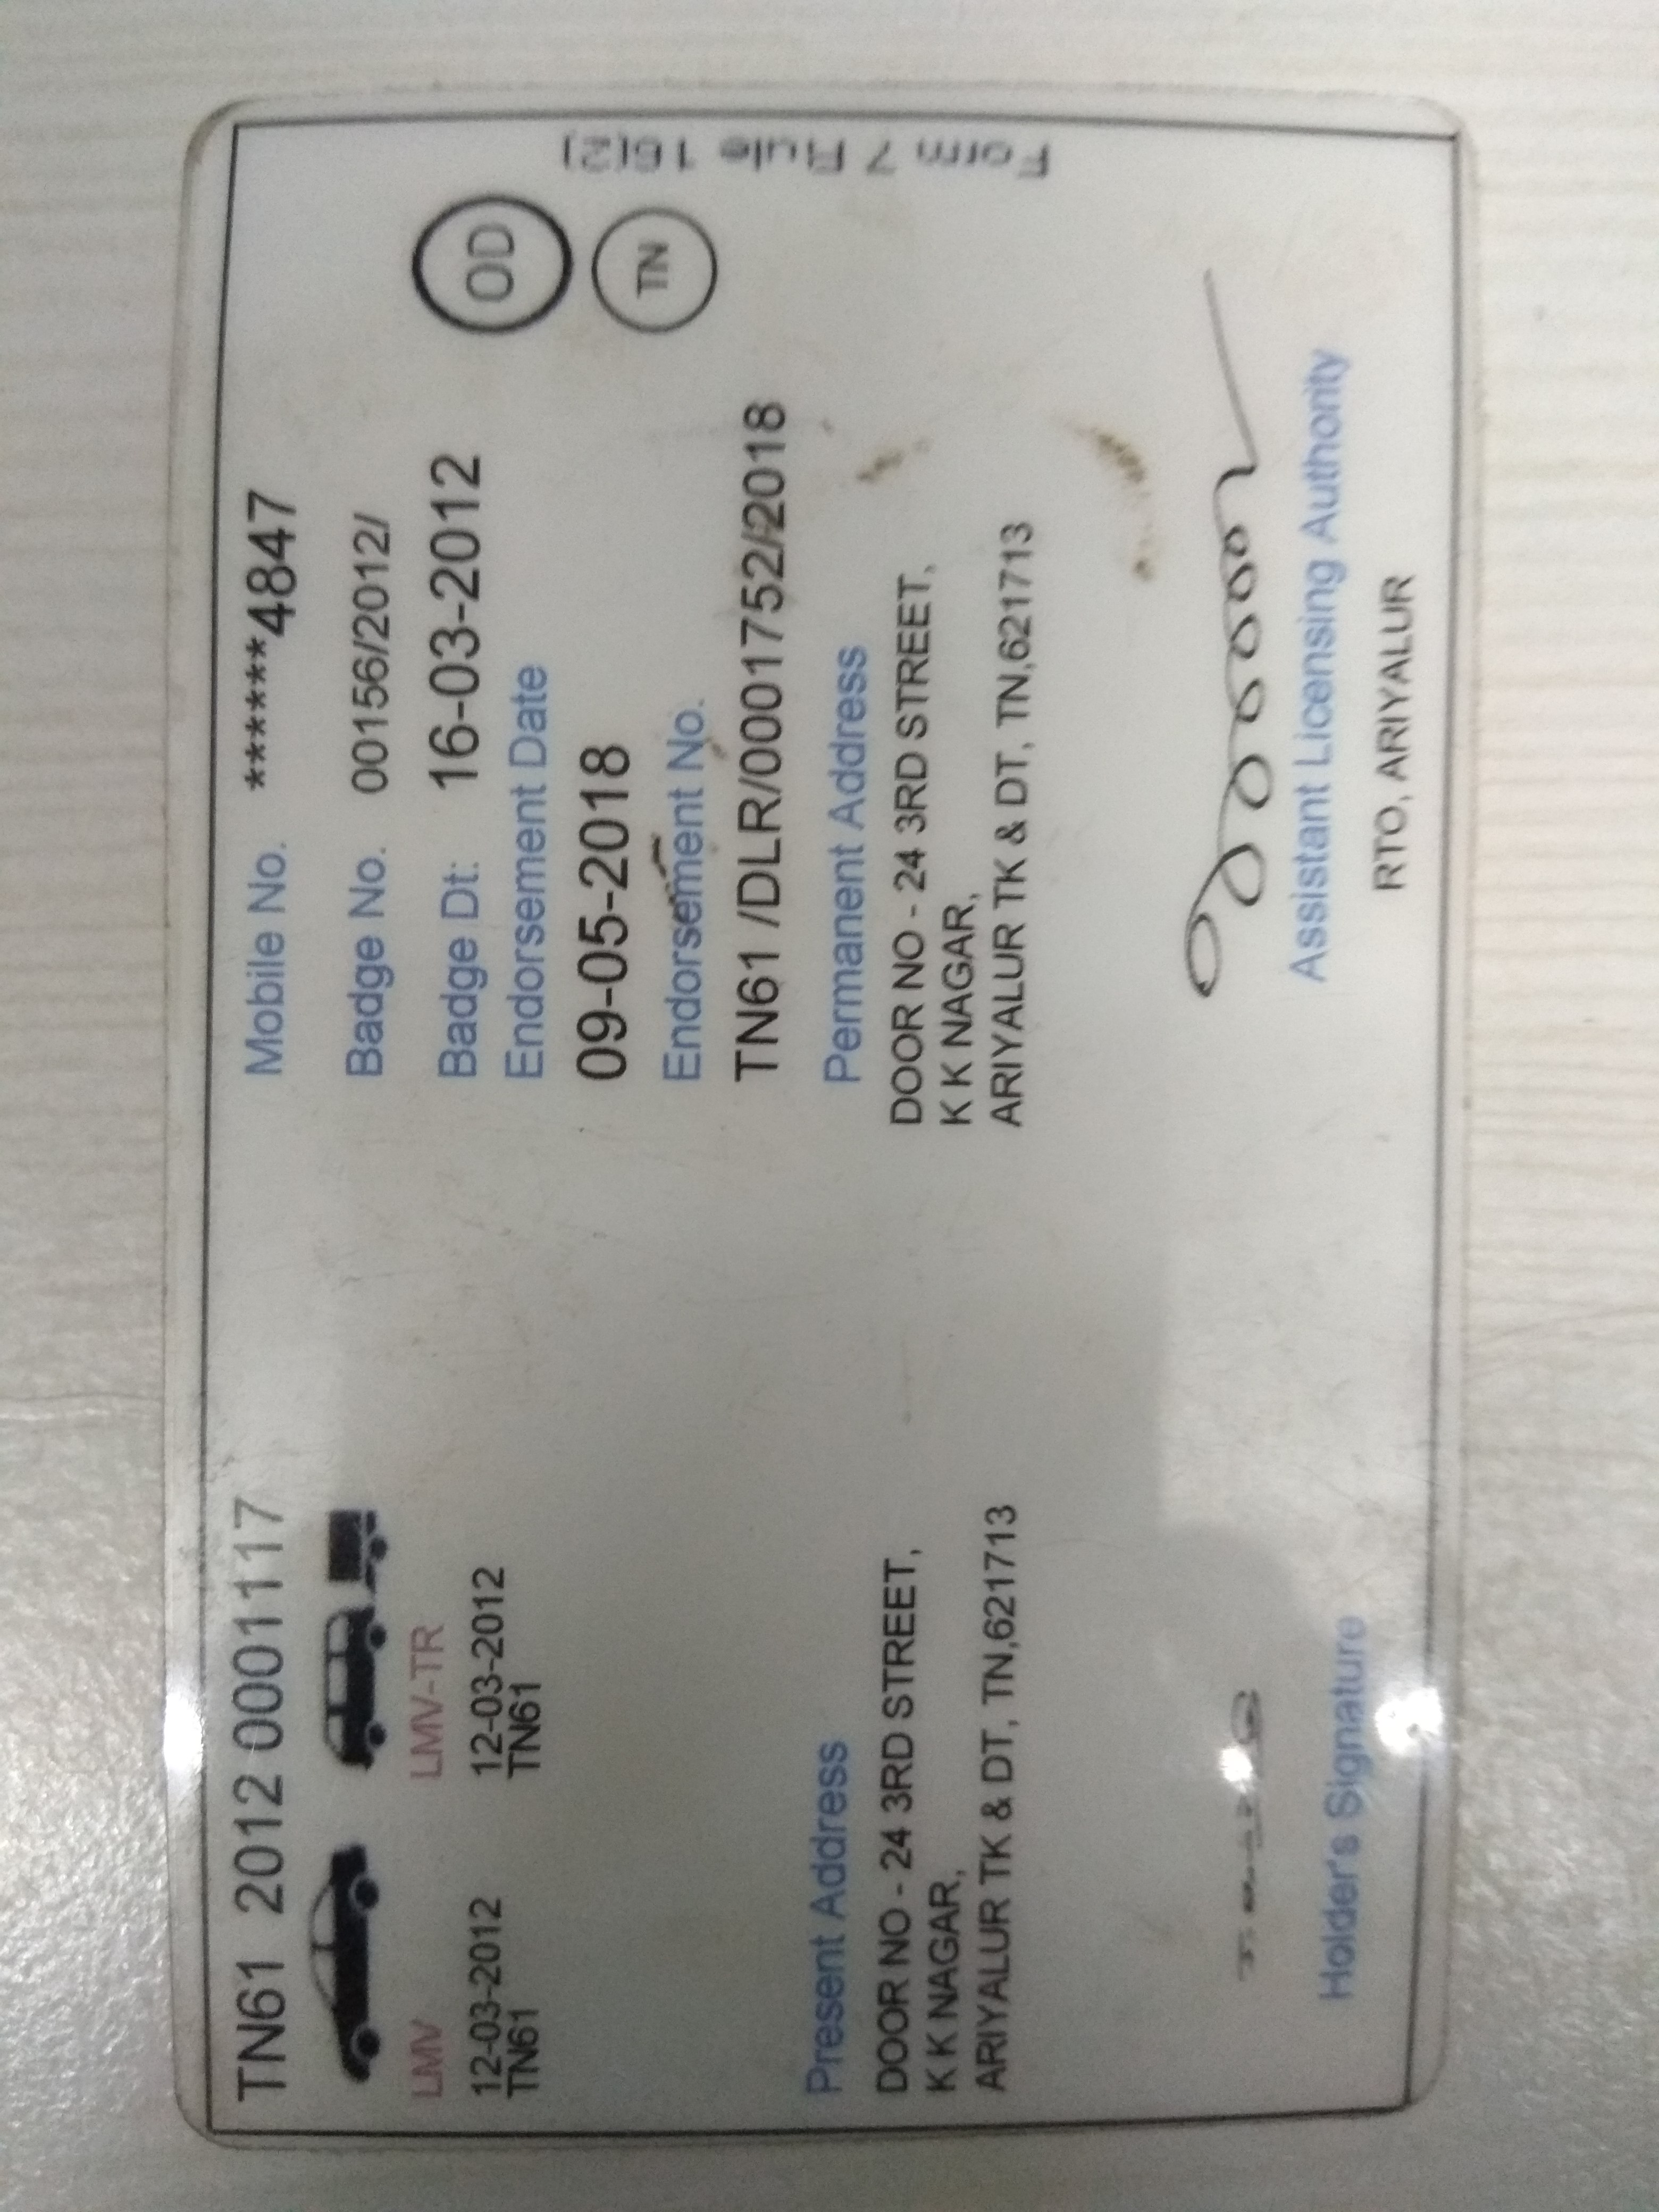 TN61 2012 0001117
LMV
12-03-2012
TN61
LMV-TR
12-03-2012
TN61
Mobile No. ******4847
Badge No. 00156/2012/
Badge Dt: 16-03-2012
Endorsement Date
09-05-2018
Endorsement No.
TN61 /DLR/0001752/2018
OD
TN
Form 7 Rule 16(2)
Present Address
DOOR NO - 24 3RD STREET,
K K NAGAR,
ARIYALUR TK & DT, TN,621713
Permanent Address
DOOR NO - 24 3RD STREET,
K K NAGAR,
ARIYALUR TK & DT, TN,621713
Holder's Signature
Assistant Licensing Authority
RTO, ARIYALUR